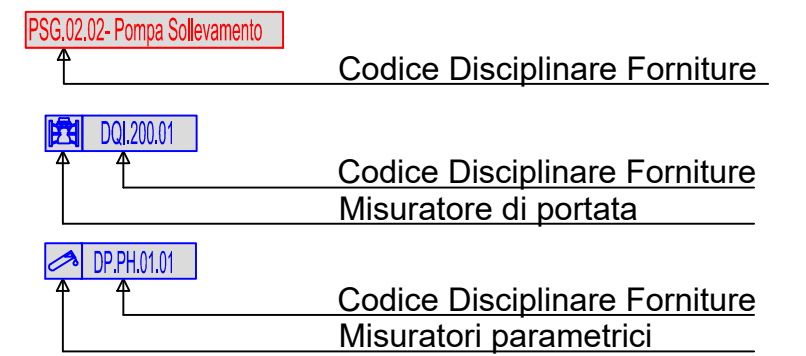 PSG.02.02- Pompa Sollevamento
Codice Disciplinare Forniture
DQI.200.01
Codice Disciplinare Forniture
Misuratore di portata
DP.PH.01.01
Codice Disciplinare Forniture
Misuratori parametrici